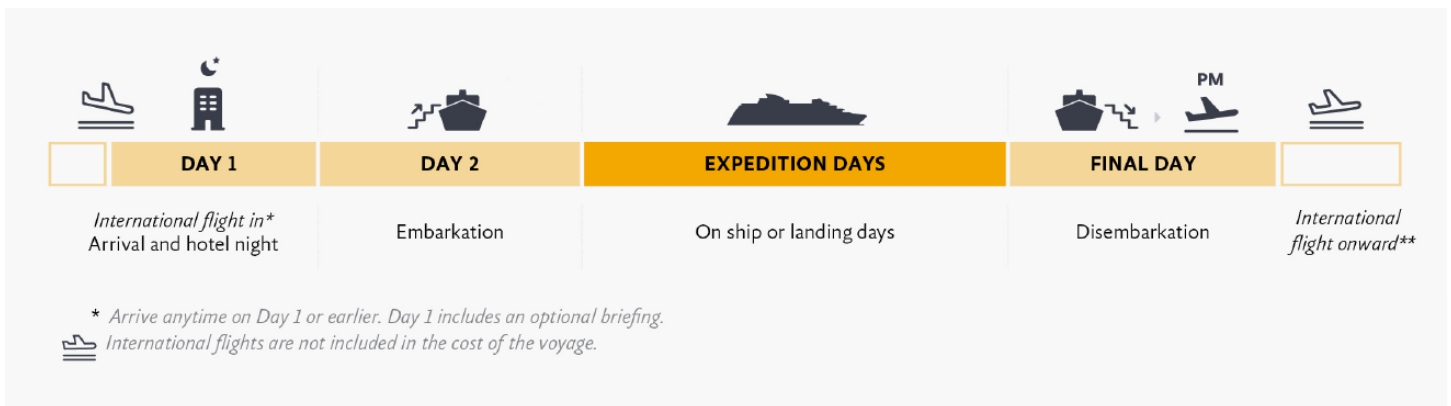 PM
DAY 1
DAY 2
EXPEDITION DAYS
FINAL DAY
International flight in*
Arrival and hotel night
Embarkation
On ship or landing days
Disembarkation
International
flight onward**
* Arrive anytime on Day 1 or earlier. Day 1 includes an optional briefing.
International flights are not included in the cost of the voyage.